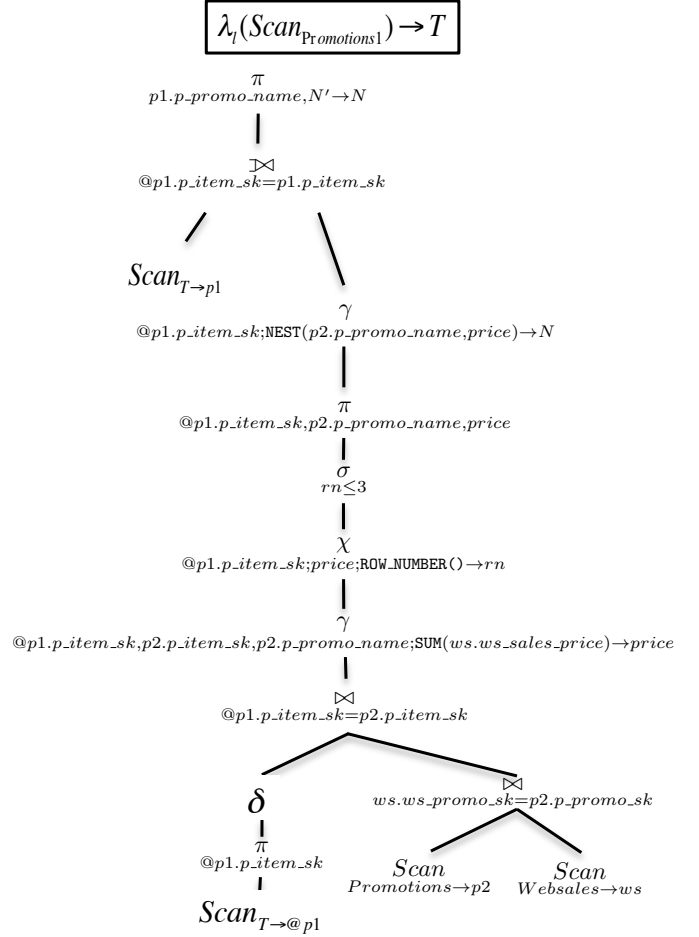 λ_l(Scan_Promotions1) → T
π
p1.p_promo_name,N′→N
⟕
@p1.p_item_sk=p1.p_item_sk
Scan_T→p1
γ
@p1.p_item_sk;NEST(p2.p_promo_name,price)→N
π
@p1.p_item_sk,p2.p_promo_name,price
σ
rn≤3
χ
@p1.p_item_sk;price;ROW_NUMBER()→rn
γ
@p1.p_item_sk,p2.p_item_sk,p2.p_promo_name;SUM(ws.ws_sales_price)→price
⋈
@p1.p_item_sk=p2.p_item_sk
δ
⋈
ws.ws_promo_sk=p2.p_promo_sk
π
@p1.p_item_sk
Scan
Promotions→p2
Scan
Websales→ws
Scan_T→@p1